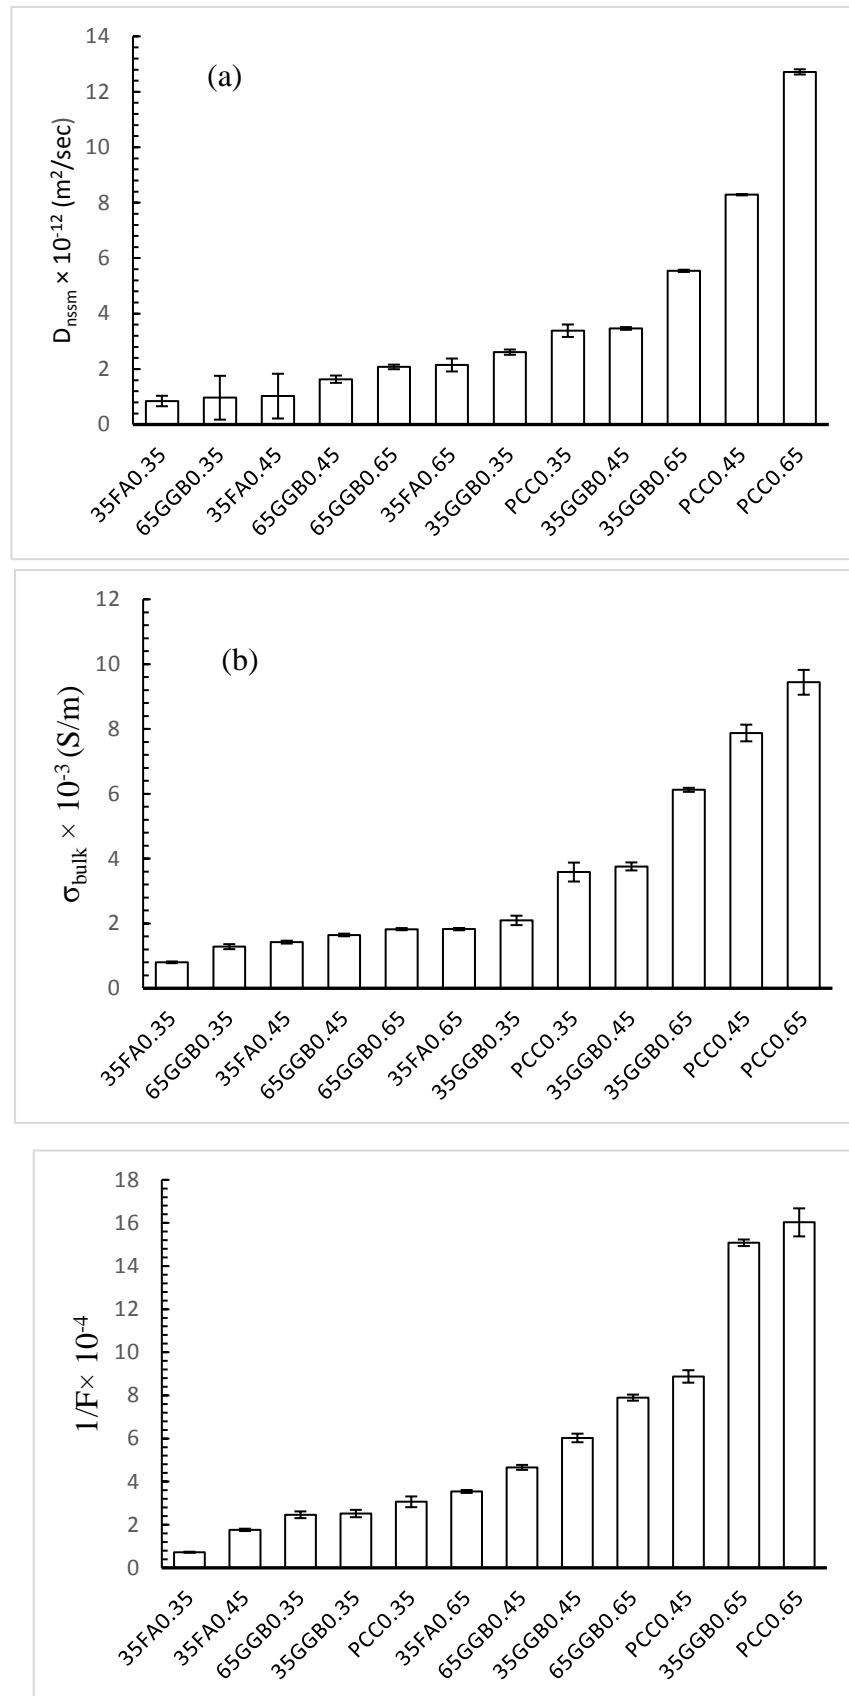 14
12
10
8
6
4
2
0
(a)
Dnssm × 10-12 (m2/sec)
35FA0.35
65GGB0.35
35FA0.45
65GGB0.45
65GGB0.65
35FA0.65
35GGB0.35
PCC0.35
35GGB0.45
35GGB0.65
PCC0.45
PCC0.65
12
10
8
6
4
2
0
(b)
σbulk × 10-3 (S/m)
35FA0.35
65GGB0.35
35FA0.45
65GGB0.45
65GGB0.65
35FA0.65
35GGB0.35
PCC0.35
35GGB0.45
35GGB0.65
PCC0.45
PCC0.65
18
16
14
12
10
8
6
4
2
0
1/F× 10-4
35FA0.35
35FA0.45
65GGB0.35
35GGB0.35
PCC0.35
35FA0.65
65GGB0.45
35GGB0.45
65GGB0.65
PCC0.45
35GGB0.65
PCC0.65